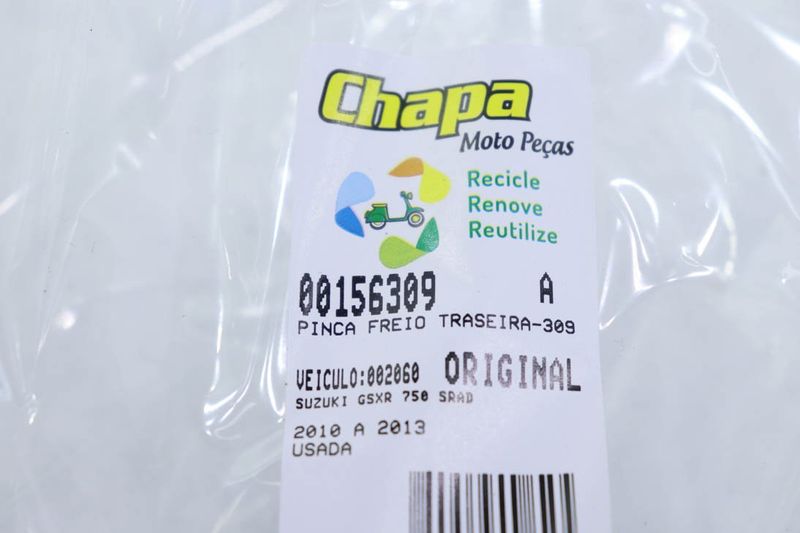 Chapa
Moto Peças
Recicle
Renove
Reutilize
00156309 A
PINCA FREIO TRASEIRA-309
VEICULO:002060 ORIGINAL
SUZUKI GSXR 750 SRAD
2010 A 2013
USADA